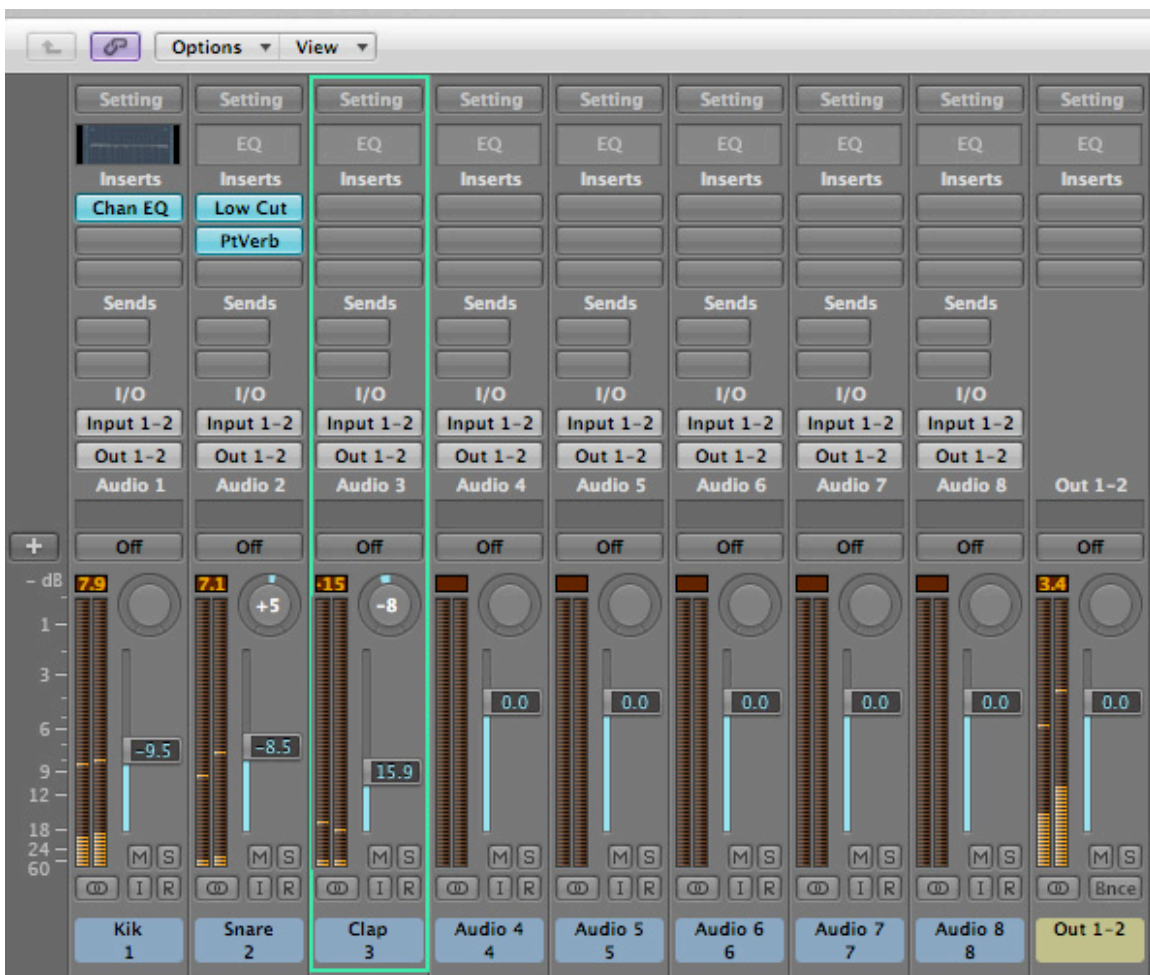 Options ▼ View ▼
Setting Setting Setting Setting Setting Setting Setting Setting Setting
EQ EQ EQ EQ EQ EQ EQ EQ
Inserts Inserts Inserts Inserts Inserts Inserts Inserts Inserts Inserts
Chan EQ Low Cut
PtVerb
Sends Sends Sends Sends Sends Sends Sends Sends
I/O I/O I/O I/O I/O I/O I/O I/O
Input 1-2 Input 1-2 Input 1-2 Input 1-2 Input 1-2 Input 1-2 Input 1-2 Input 1-2
Out 1-2 Out 1-2 Out 1-2 Out 1-2 Out 1-2 Out 1-2 Out 1-2 Out 1-2
Audio 1 Audio 2 Audio 3 Audio 4 Audio 5 Audio 6 Audio 7 Audio 8 Out 1-2
+ Off Off Off Off Off Off Off Off Off
- dB 7.9 7.1 -15 3.4
+5 -8
1
3
0.0 0.0 0.0 0.0 0.0 0.0
6
-9.5 -8.5
9 15.9
12
18
24 M S M S M S M S M S M S M S M S M S
60
I R I R I R I R I R I R I R I R Bnce
Kik Snare Clap Audio 4 Audio 5 Audio 6 Audio 7 Audio 8 Out 1-2
1 2 3 4 5 6 7 8